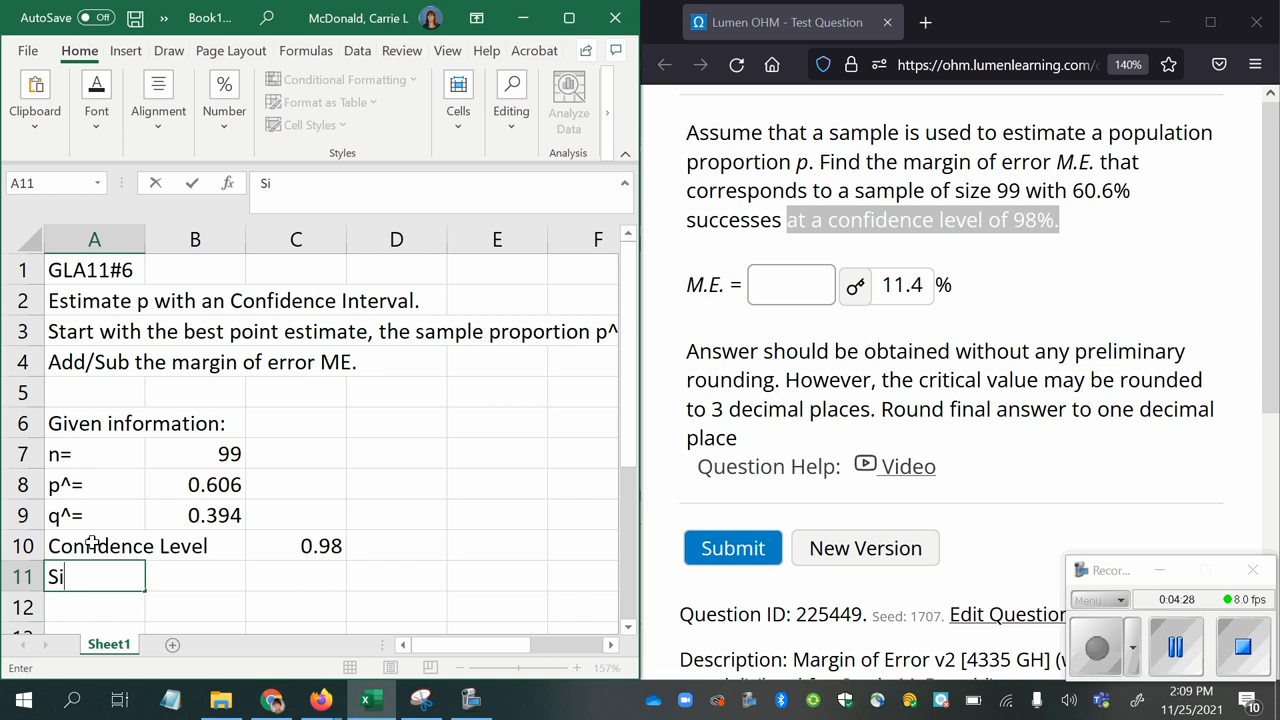 AutoSave Off » Book1... McDonald, Carrie L
File Home Insert Draw Page Layout Formulas Data Review View Help Acrobat
Clipboard
Font
Alignment
%
Number
Conditional Formatting
Format as Table
Cell Styles
Styles
Cells
Editing
Analyze
Data
Analysis
A11
fx
Si
A B C D E F
1 GLA11#6
2 Estimate p with an Confidence Interval.
3 Start with the best point estimate, the sample proportion p^
4 Add/Sub the margin of error ME.
5
6 Given information:
7 n= 99
8 p^= 0.606
9 q^= 0.394
10 Confidence Level 0.98
11 Si
12
13
Sheet1
Enter
157%
Ω Lumen OHM - Test Question
https://ohm.lumenlearning.com/
140%
Assume that a sample is used to estimate a population
proportion p. Find the margin of error M.E. that
corresponds to a sample of size 99 with 60.6%
successes at a confidence level of 98%.
M.E. = 11.4 %
Answer should be obtained without any preliminary
rounding. However, the critical value may be rounded
to 3 decimal places. Round final answer to one decimal
place
Question Help: Video
Submit New Version
Question ID: 225449. Seed: 1707. Edit Question
Description: Margin of Error v2 [4335 GH] (
Recor...
Menu 0:04:28 8.0 fps
2:09 PM
11/25/2021
10